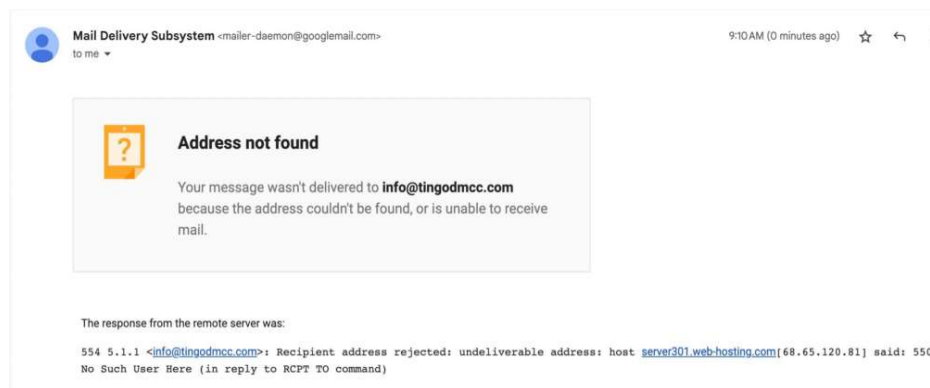 Mail Delivery Subsystem <mailer-daemon@googlemail.com> 9:10 AM (0 minutes ago)
to me
?
Address not found
Your message wasn't delivered to info@tingodmcc.com
because the address couldn't be found, or is unable to receive
mail.
The response from the remote server was:
554 5.1.1 <info@tingodmcc.com>: Recipient address rejected: undeliverable address: host server301.web-hosting.com[68.65.120.81] said: 550
No Such User Here (in reply to RCPT TO command)